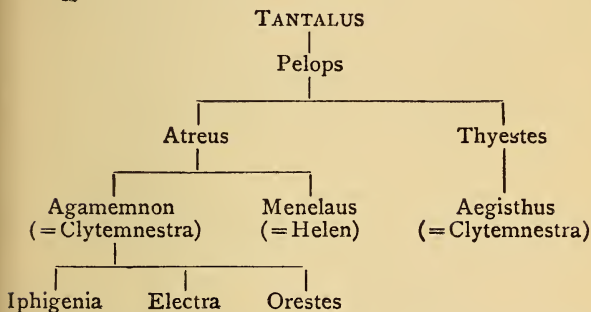 TANTALUS
Pelops
Atreus Thyestes
Agamemnon Menelaus Aegisthus
(=Clytemnestra) (=Helen) (=Clytemnestra)
Iphigenia Electra Orestes